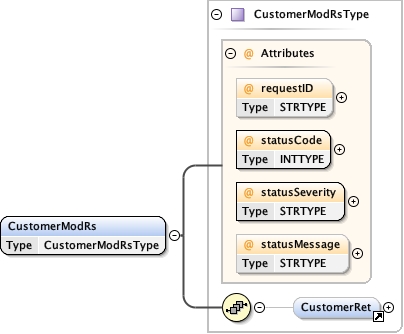 CustomerModRsType
@ Attributes
@ requestID
Type STRTYPE
@ statusCode
Type INTTYPE
@ statusSeverity
Type STRTYPE
@ statusMessage
Type STRTYPE
CustomerModRs
Type CustomerModRsType
CustomerRet